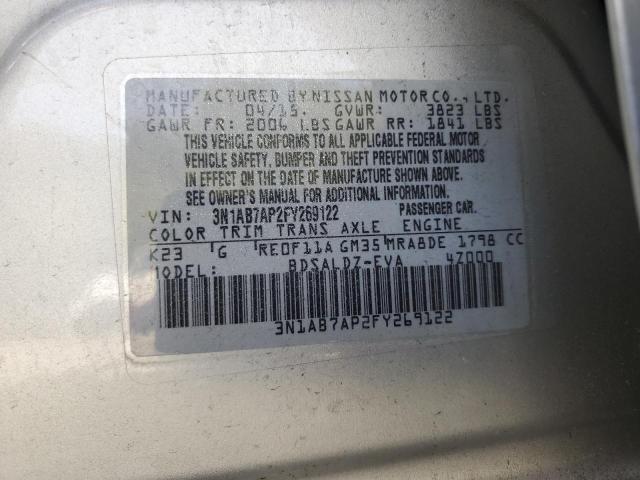 MANUFACTURED BY NISSAN MOTOR CO., LTD.
DATE: 04/15. GVWR: 3823 LBS
GAWR FR: 2006 LBS GAWR RR: 1841 LBS
THIS VEHICLE CONFORMS TO ALL APPLICABLE FEDERAL MOTOR
VEHICLE SAFETY, BUMPER AND THEFT PREVENTION STANDARDS
IN EFFECT ON THE DATE OF MANUFACTURE SHOWN ABOVE.
SEE OWNER'S MANUAL FOR ADDITIONAL INFORMATION.
VIN: 3N1AB7AP2FY269122 PASSENGER CAR.
COLOR TRIM TRANS AXLE ENGINE
K23 G RE0F11A GM35 MRA8DE 1798 CC
MODEL: BDSALDZ-EVA 4Z000
3N1AB7AP2FY269122